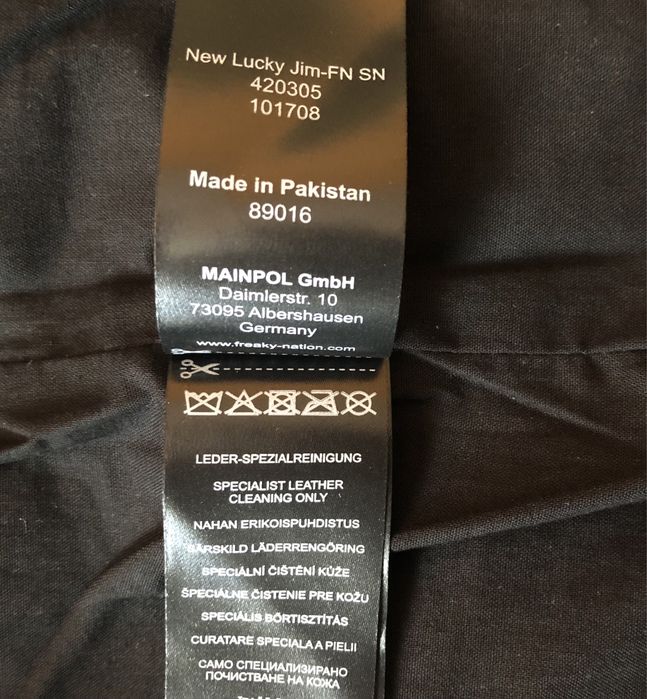 New Lucky Jim-FN SN
420305
101708
Made in Pakistan
89016
MAINPOL GmbH
Daimlerstr. 10
73095 Albershausen
Germany
www.freaky-nation.com
LEDER-SPEZIALREINIGUNG
SPECIALIST LEATHER
CLEANING ONLY
NAHAN ERIKOISPUHDISTUS
SÄRSKILD LÄDERRENGÖRING
SPECIÁLNÍ ČIŠTĚNÍ KŮŽE
ŠPECIÁLNE ČISTENIE PRE KOŽU
SPECIÁLIS BŐRTISZTÍTÁS
CURATARE SPECIALA A PIELII
САМО СПЕЦИАЛИЗИРАНО
ПОЧИСТВАНЕ НА КОЖА